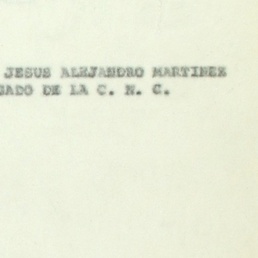 JESUS ALEJANDRO MARTINEZ
GADO DE LA C. N. C.